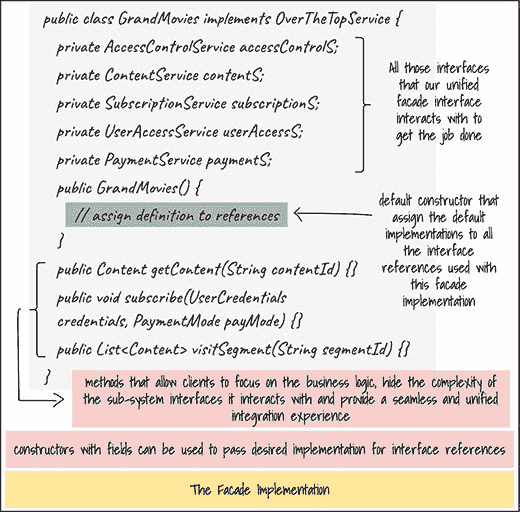 public class GrandMovies implements OverTheTopService {
private AccessControlService accessControlS;
private ContentService contentS;
private SubscriptionService subscriptionS;
private UserAccessService userAccessS;
private PaymentService paymentS;
public GrandMovies() {
// assign definition to references
}
public Content getContent(String contentId) {}
public void subscribe(UserCredentials
credentials, PaymentMode payMode) {}
public List<Content> visitSegment(String segmentId) {}
}
All those interfaces
that our unified
facade interface
interacts with to
get the job done
default constructor that
assign the default
implementations to all
the interface
references used with
this facade
implementation
methods that allow clients to focus on the business logic, hide the complexity of
the sub-system interfaces it interacts with and provide a seamless and unified
integration experience
constructors with fields can be used to pass desired implementation for interface references
The Facade Implementation